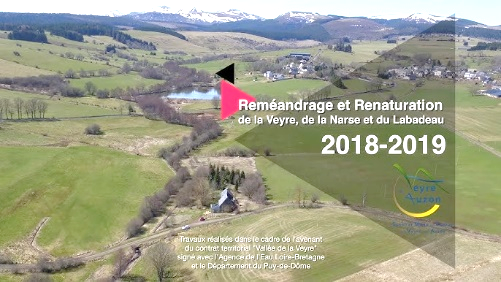 Reméandrage et Renaturation
de la Veyre, de la Narse et du Labadeau
2018-2019
Veyre
Auzon
Travaux réalisés dans le cadre de l'avenant
du contrat territorial "Vallée de la Veyre"
signé avec l'Agence de l'Eau Loire-Bretagne
et le Département du Puy-de-Dôme